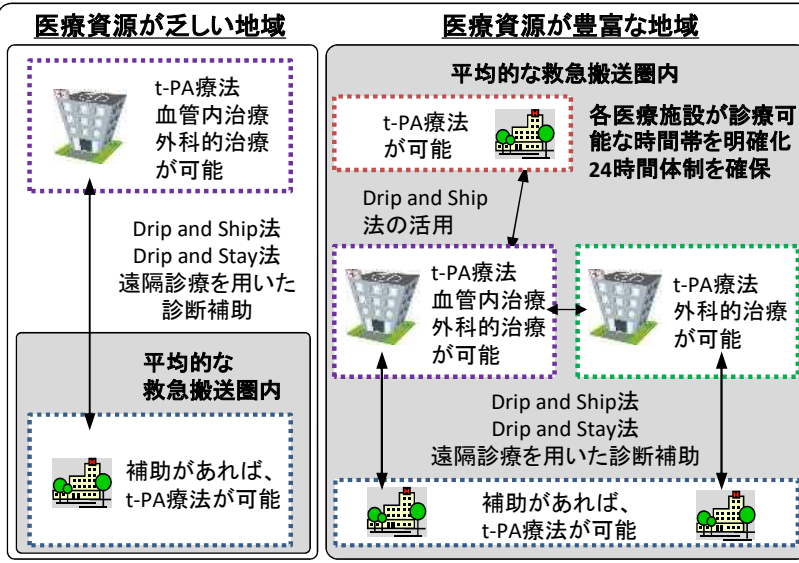 医療資源が乏しい地域
t-PA療法
血管内治療
外科的治療
が可能
Drip and Ship法
Drip and Stay法
遠隔診療を用いた
診断補助
平均的な
救急搬送圏内
補助があれば、
t-PA療法が可能
医療資源が豊富な地域
平均的な救急搬送圏内
t-PA療法
が可能
各医療施設が診療可
能な時間帯を明確化
24時間体制を確保
Drip and Ship
法の活用
t-PA療法
血管内治療
外科的治療
が可能
t-PA療法
外科的治療
が可能
Drip and Ship法
Drip and Stay法
遠隔診療を用いた診断補助
補助があれば、
t-PA療法が可能